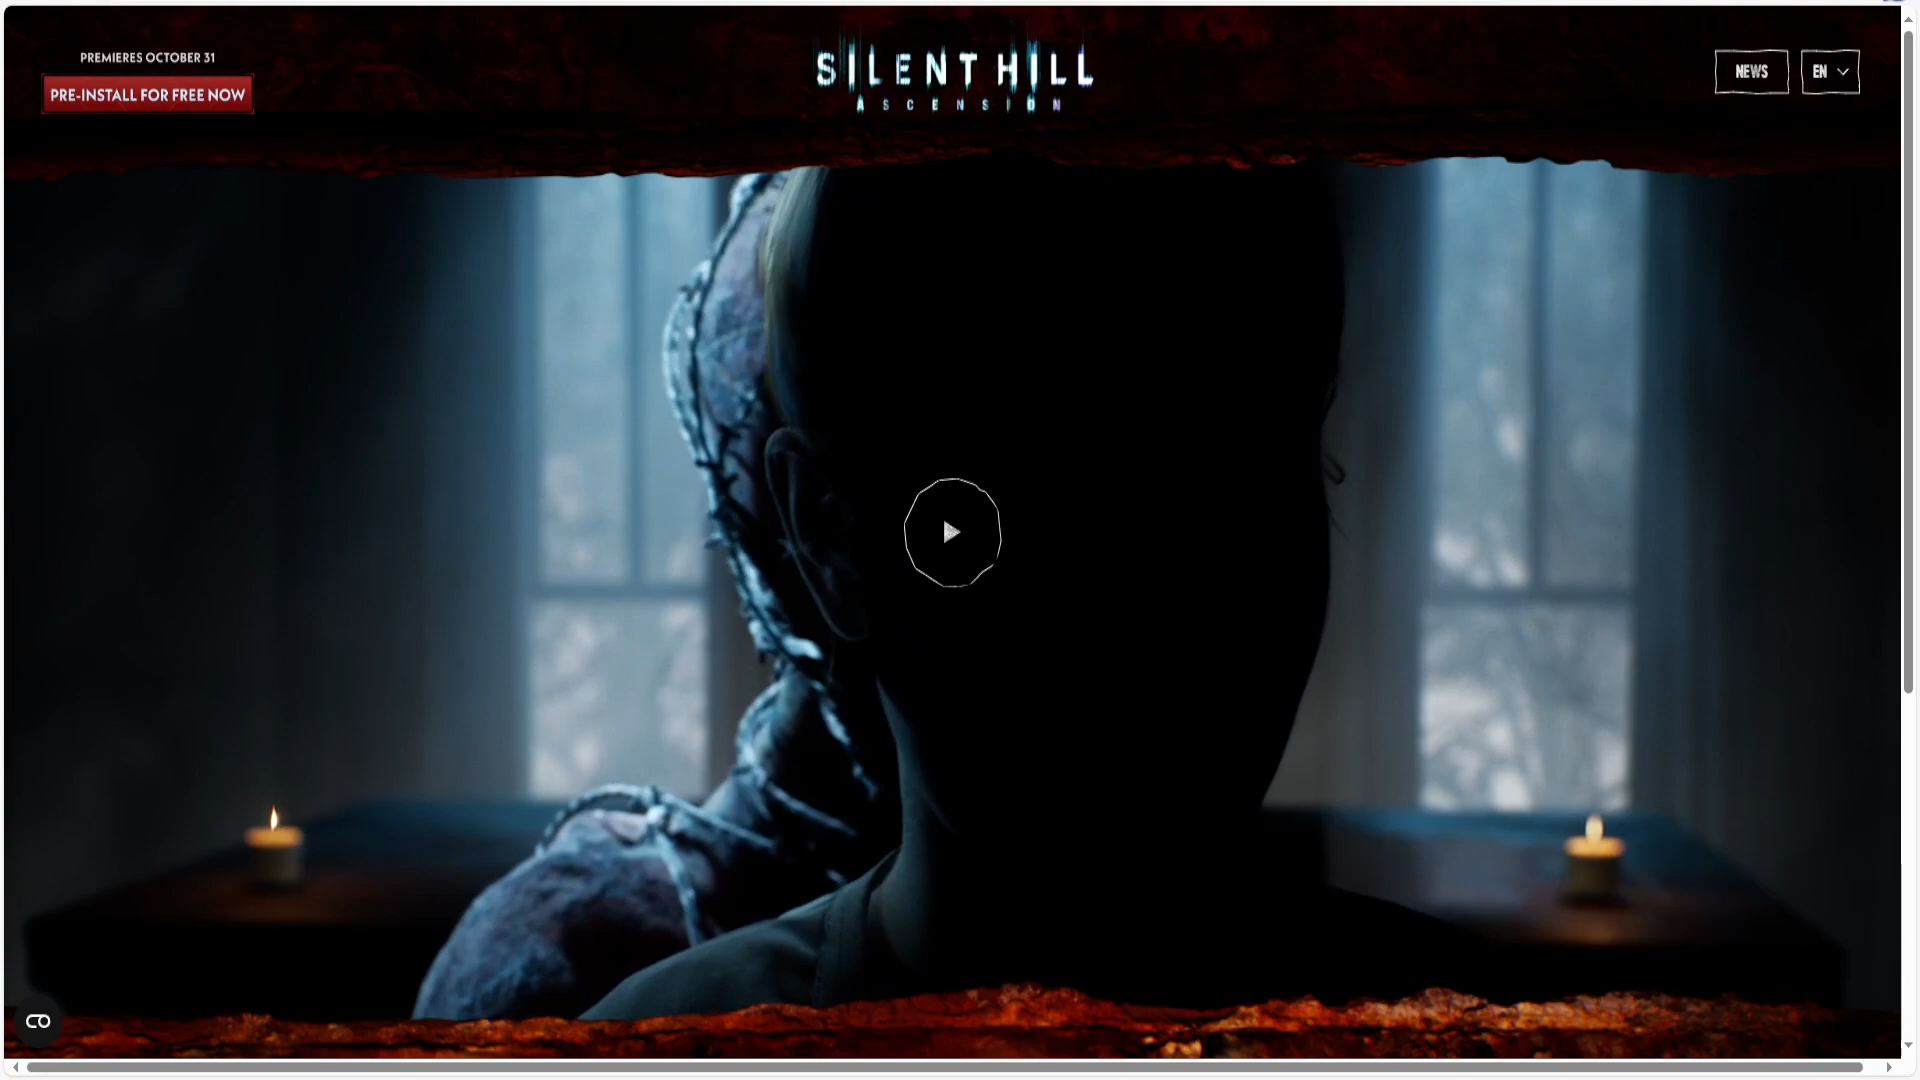 PREMIERES OCTOBER 31
PRE-INSTALL FOR FREE NOW
SILENT HILL
ASCENSION
NEWS
EN